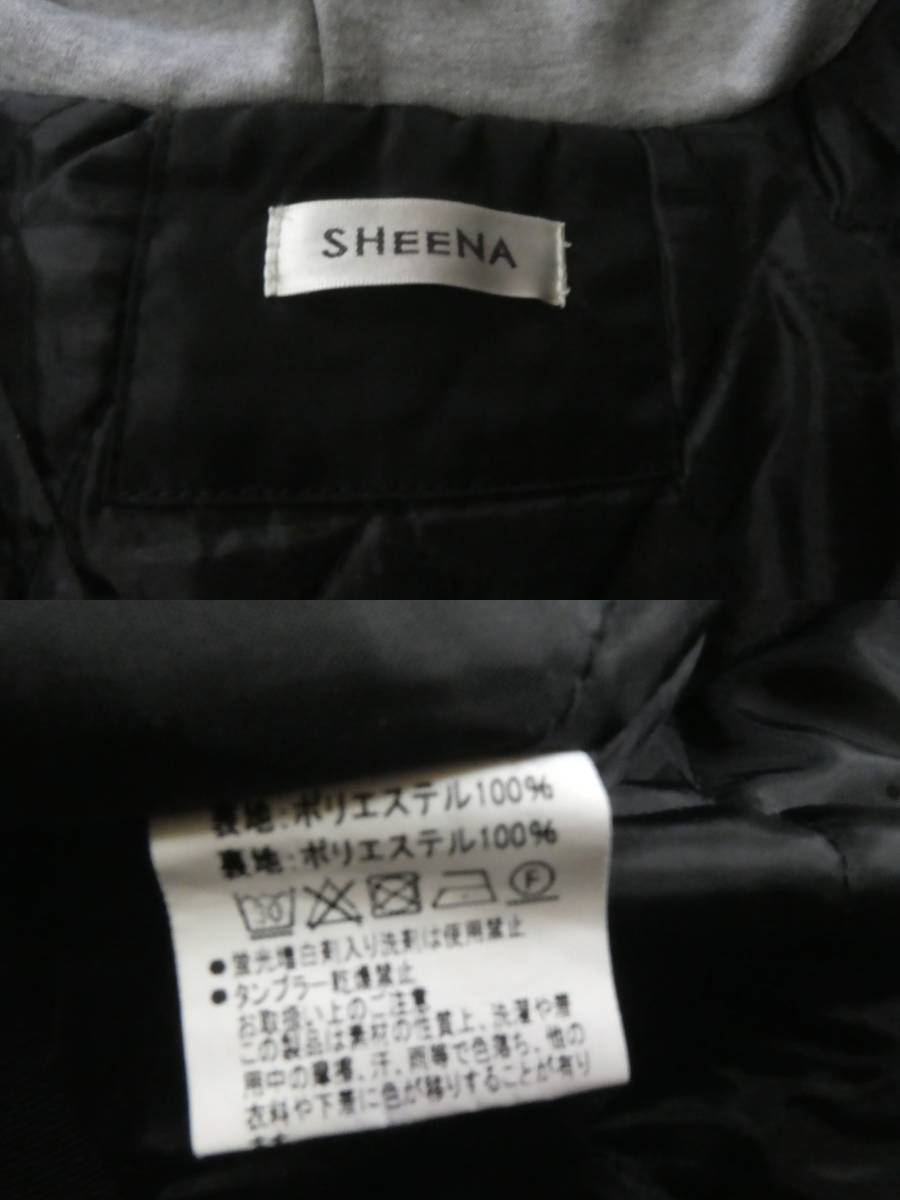 SHEENA
表地:ポリエステル100%
裏地:ポリエステル100%
30
F
●蛍光増白剤入り洗剤は使用禁止
●タンブラー乾燥禁止
お取扱い上のご注意
この製品は素材の性質上、洗濯や着
用中の摩擦、汗、雨等で色落ち、他の
衣料や下着に色が移りすることが有り
ます